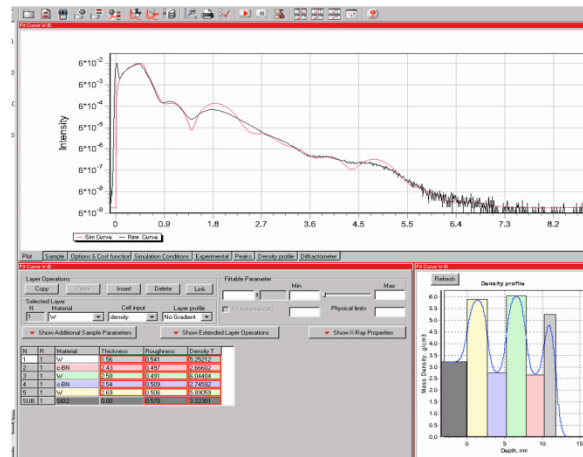 Fit Curve V-B
6*10^-2
6*10^-3
6*10^-4
6*10^-5
6*10^-6
6*10^-7
6*10^-8
6*10^-9
Intensity
0 0.9 1.8 2.7 3.6 4.5 5.4 6.4 7.3 8.2
Sim Curve Raw Curve
Plot Sample Options & Cost function Simulation Conditions Experimental Peaks Density profile Diffractometer
Fit Curve V-B
Layer Operations
Copy Paste Insert Delete Link
Selected Layer
N Material Cell input Layer profile
1 W density No Gradient
Fittable Parameter
Min Max
Physical limits
Show Additional Sample Parameters Show Extended Layer Operations Show X-Ray Properties
N R Material Thickness Roughness Density T
1 1 W 1.56 0.541 5.25212
2 1 c-BN 2.43 0.497 2.66602
3 1 W 2.58 0.491 6.04404
4 1 c-BN 2.54 0.509 2.74592
5 1 W 2.69 0.506 5.89059
SUB 1 SiO2 0.00 0.570 3.22381
Fit Curve V-B
Refresh
Density profile
Mass Density, g/cm3
6.0
5.5
5.0
4.5
4.0
3.5
3.0
2.5
2.0
1.5
1.0
0.5
0.0
0 5 10 15
Depth, nm